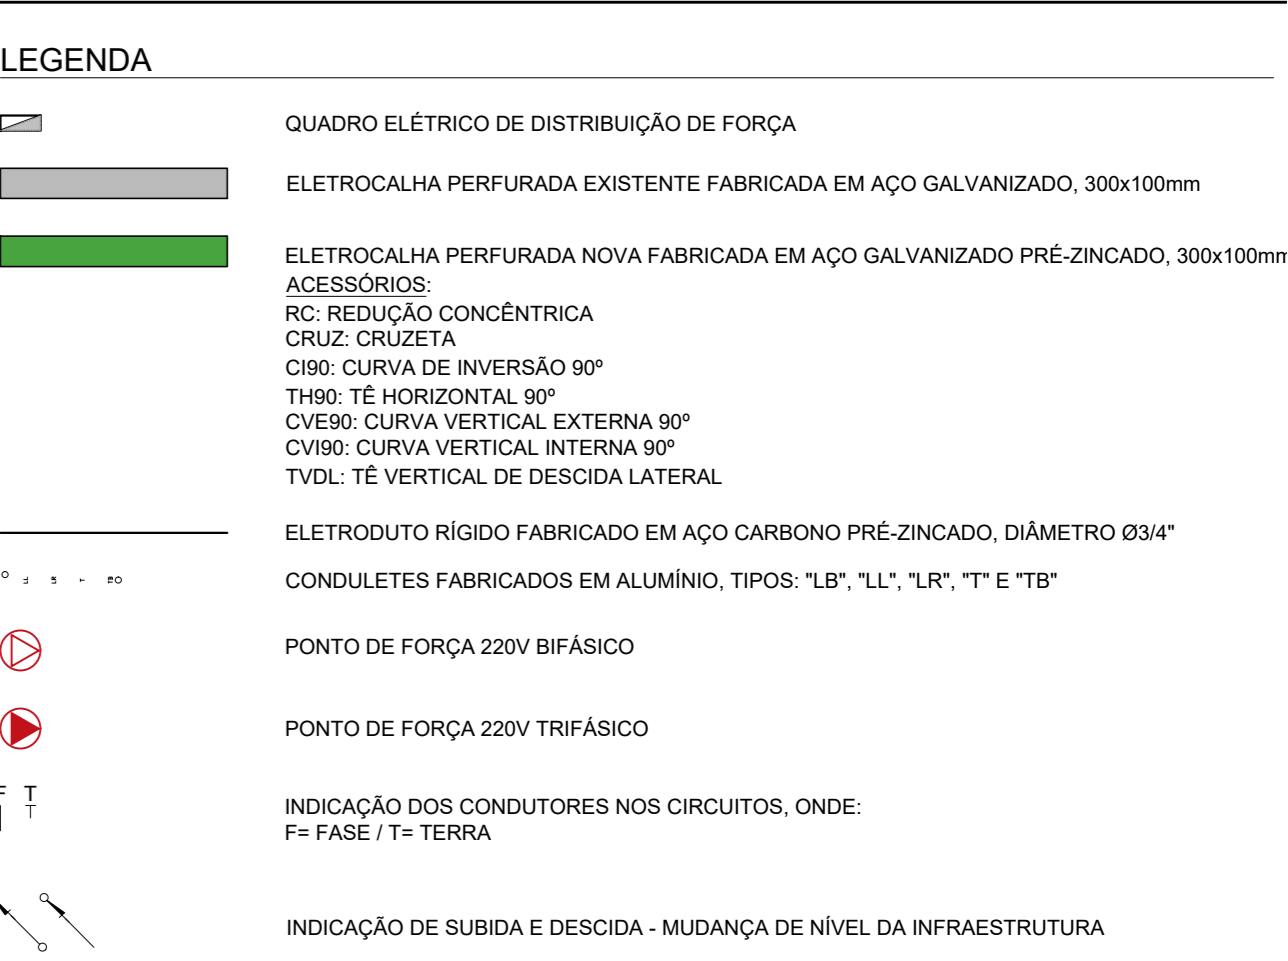 LEGENDA
QUADRO ELÉTRICO DE DISTRIBUIÇÃO DE FORÇA
ELETROCALHA PERFURADA EXISTENTE FABRICADA EM AÇO GALVANIZADO, 300x100mm
ELETROCALHA PERFURADA NOVA FABRICADA EM AÇO GALVANIZADO PRÉ-ZINCADO, 300x100mm
ACESSÓRIOS:
RC: REDUÇÃO CONCÊNTRICA
CRUZ: CRUZETA
CI90: CURVA DE INVERSÃO 90º
TH90: TÊ HORIZONTAL 90º
CVE90: CURVA VERTICAL EXTERNA 90º
CVI90: CURVA VERTICAL INTERNA 90º
TVDL: TÊ VERTICAL DE DESCIDA LATERAL
ELETRODUTO RÍGIDO FABRICADO EM AÇO CARBONO PRÉ-ZINCADO, DIÂMETRO Ø3/4"
LL LR T TB CONDULETES FABRICADOS EM ALUMÍNIO, TIPOS: "LB", "LL", "LR", "T" E "TB"
PONTO DE FORÇA 220V BIFÁSICO
PONTO DE FORÇA 220V TRIFÁSICO
F T
INDICAÇÃO DOS CONDUTORES NOS CIRCUITOS, ONDE:
F= FASE / T= TERRA
INDICAÇÃO DE SUBIDA E DESCIDA - MUDANÇA DE NÍVEL DA INFRAESTRUTURA